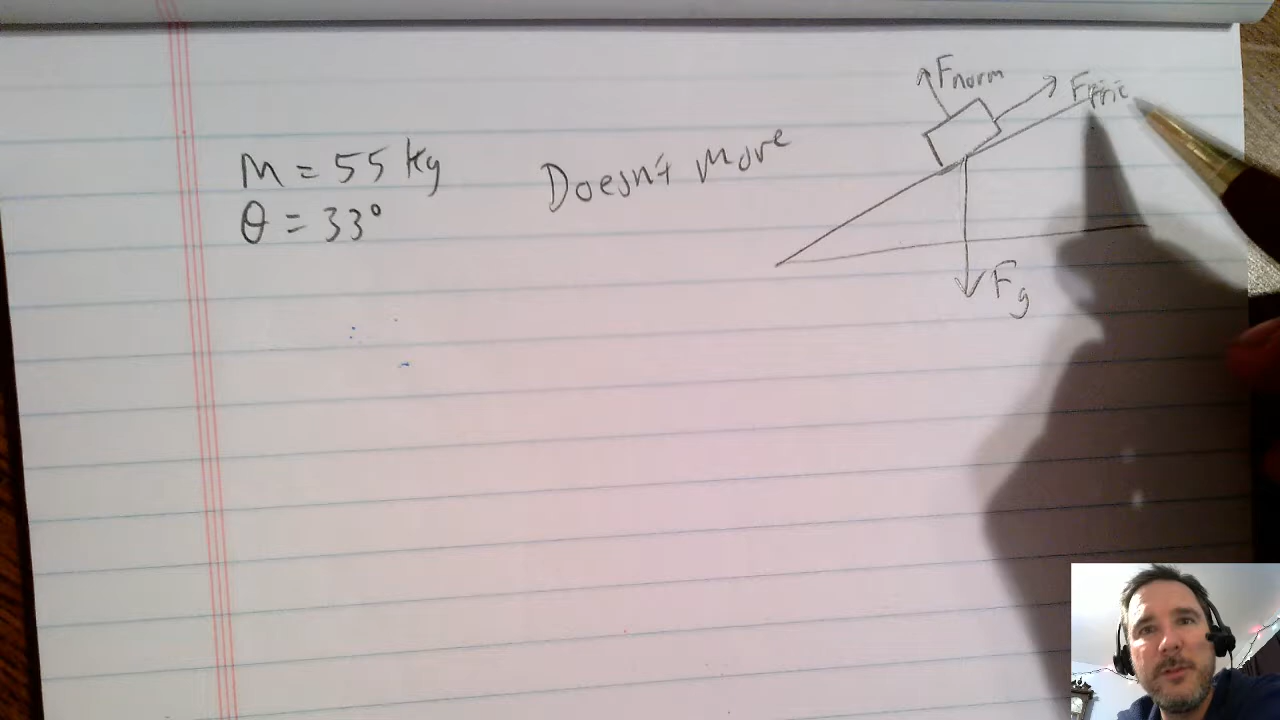 M = 55 kg
θ = 33°
Doesn't Move
Fnorm
Ffric
Fg